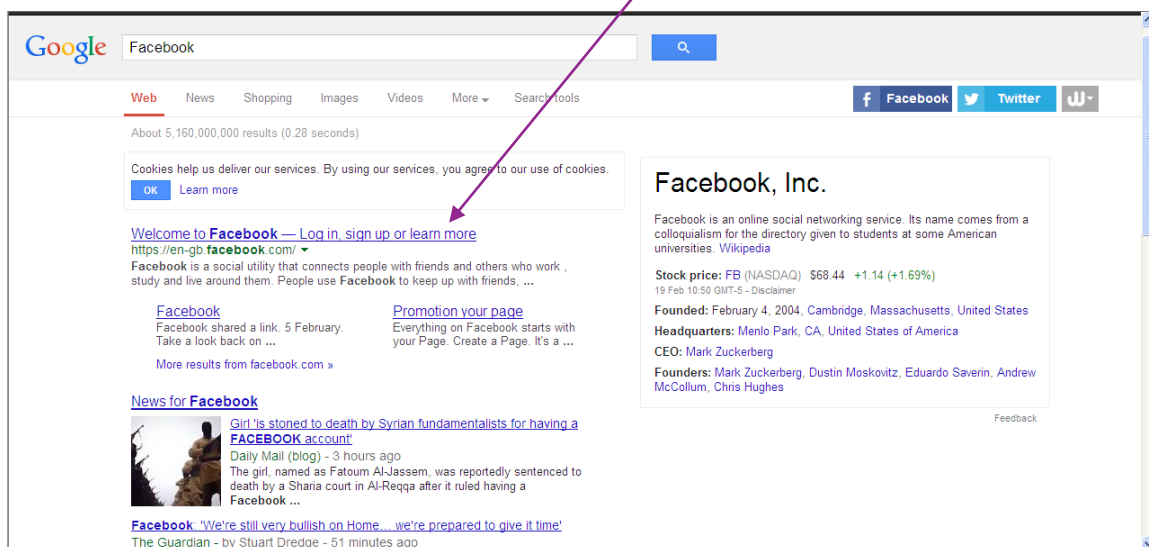 Google Facebook
Web News Shopping Images Videos More Search tools
f Facebook Twitter
About 5,160,000,000 results (0.28 seconds)
Cookies help us deliver our services. By using our services, you agree to our use of cookies.
OK Learn more
Welcome to Facebook — Log in, sign up or learn more
https://en-gb.facebook.com/
Facebook is a social utility that connects people with friends and others who work ,
study and live around them. People use Facebook to keep up with friends, ...
Facebook
Facebook shared a link. 5 February.
Take a look back on ...
Promotion your page
Everything on Facebook starts with
your Page. Create a Page. It's a ...
More results from facebook.com »
News for Facebook
Girl 'is stoned to death by Syrian fundamentalists for having a
FACEBOOK account'
Daily Mail (blog) - 3 hours ago
The girl, named as Fatoum Al-Jassem, was reportedly sentenced to
death by a Sharia court in Al-Reqqa after it ruled having a
Facebook ...
Facebook: 'We're still very bullish on Home... we're prepared to give it time'
The Guardian - by Stuart Dredge - 51 minutes ago
Facebook, Inc.
Facebook is an online social networking service. Its name comes from a
colloquialism for the directory given to students at some American
universities. Wikipedia
Stock price: FB (NASDAQ) $68.44 +1.14 (+1.69%)
19 Feb 10:50 GMT-5 - Disclaimer
Founded: February 4, 2004, Cambridge, Massachusetts, United States
Headquarters: Menlo Park, CA, United States of America
CEO: Mark Zuckerberg
Founders: Mark Zuckerberg, Dustin Moskovitz, Eduardo Saverin, Andrew
McCollum, Chris Hughes
Feedback